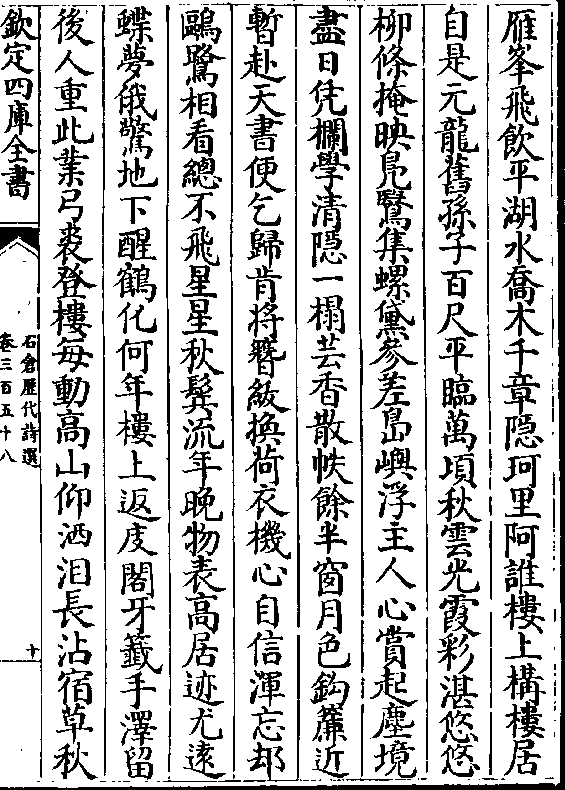 雁峯飛飲平湖水喬木千章隠珂里阿誰樓上構樓居
自是元龍舊孫子百尺平臨萬頃秋雲光霞彩湛悠悠
柳條掩映鳧鷖集螺黛參差島嶼浮主人心賞起塵境
盡日凭欄學清隠一榻芸香散帙餘半窗月色鈎簾近
暫赴天書便乞歸肯將簪紱換荷衣機心自信渾忘却
鷗鷺相看總不飛星星秋鬂流年晚物表高居迹尤遠
蝶夢俄驚地下醒鶴化何年樓上返庋閣牙籤手澤留
後人重此葉弓裘登樓每動高山仰洒泪長沾宿草秋
欽定四庫全書
石倉歷代詩選
卷三百五十八
十